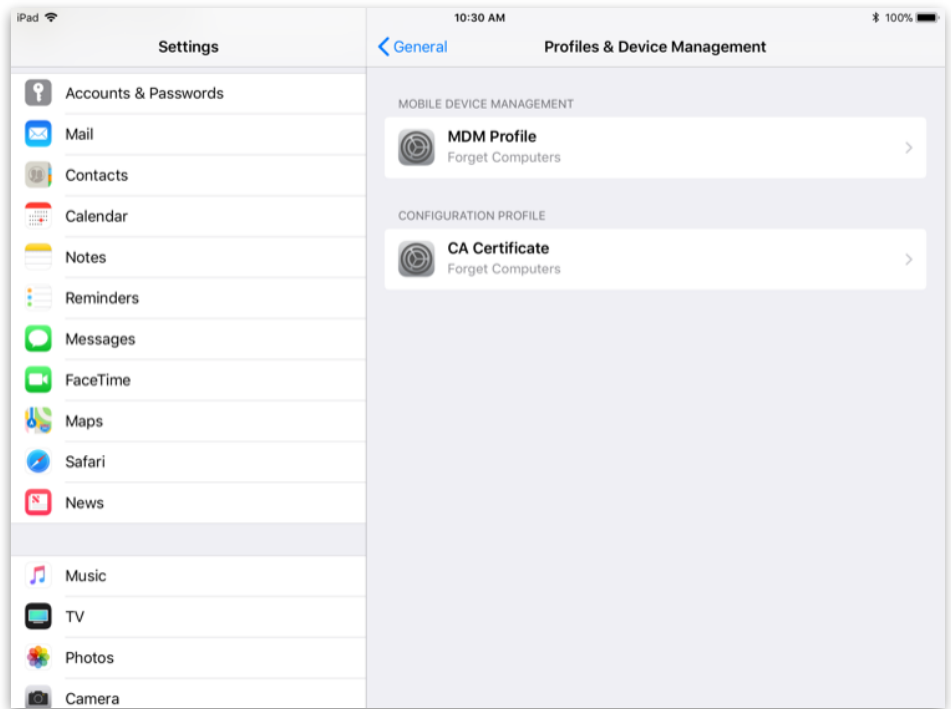 iPad
10:30 AM
100%
Settings
General
Profiles & Device Management
Accounts & Passwords
Mail
Contacts
Calendar
Notes
Reminders
Messages
FaceTime
Maps
Safari
News
Music
TV
Photos
Camera
MOBILE DEVICE MANAGEMENT
MDM Profile
Forget Computers
CONFIGURATION PROFILE
CA Certificate
Forget Computers